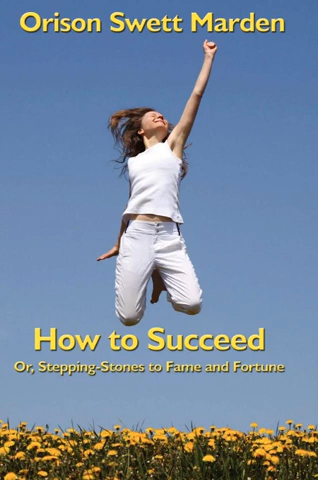 Orison Swett Marden
How to Succeed
Or, Stepping-Stones to Fame and Fortune